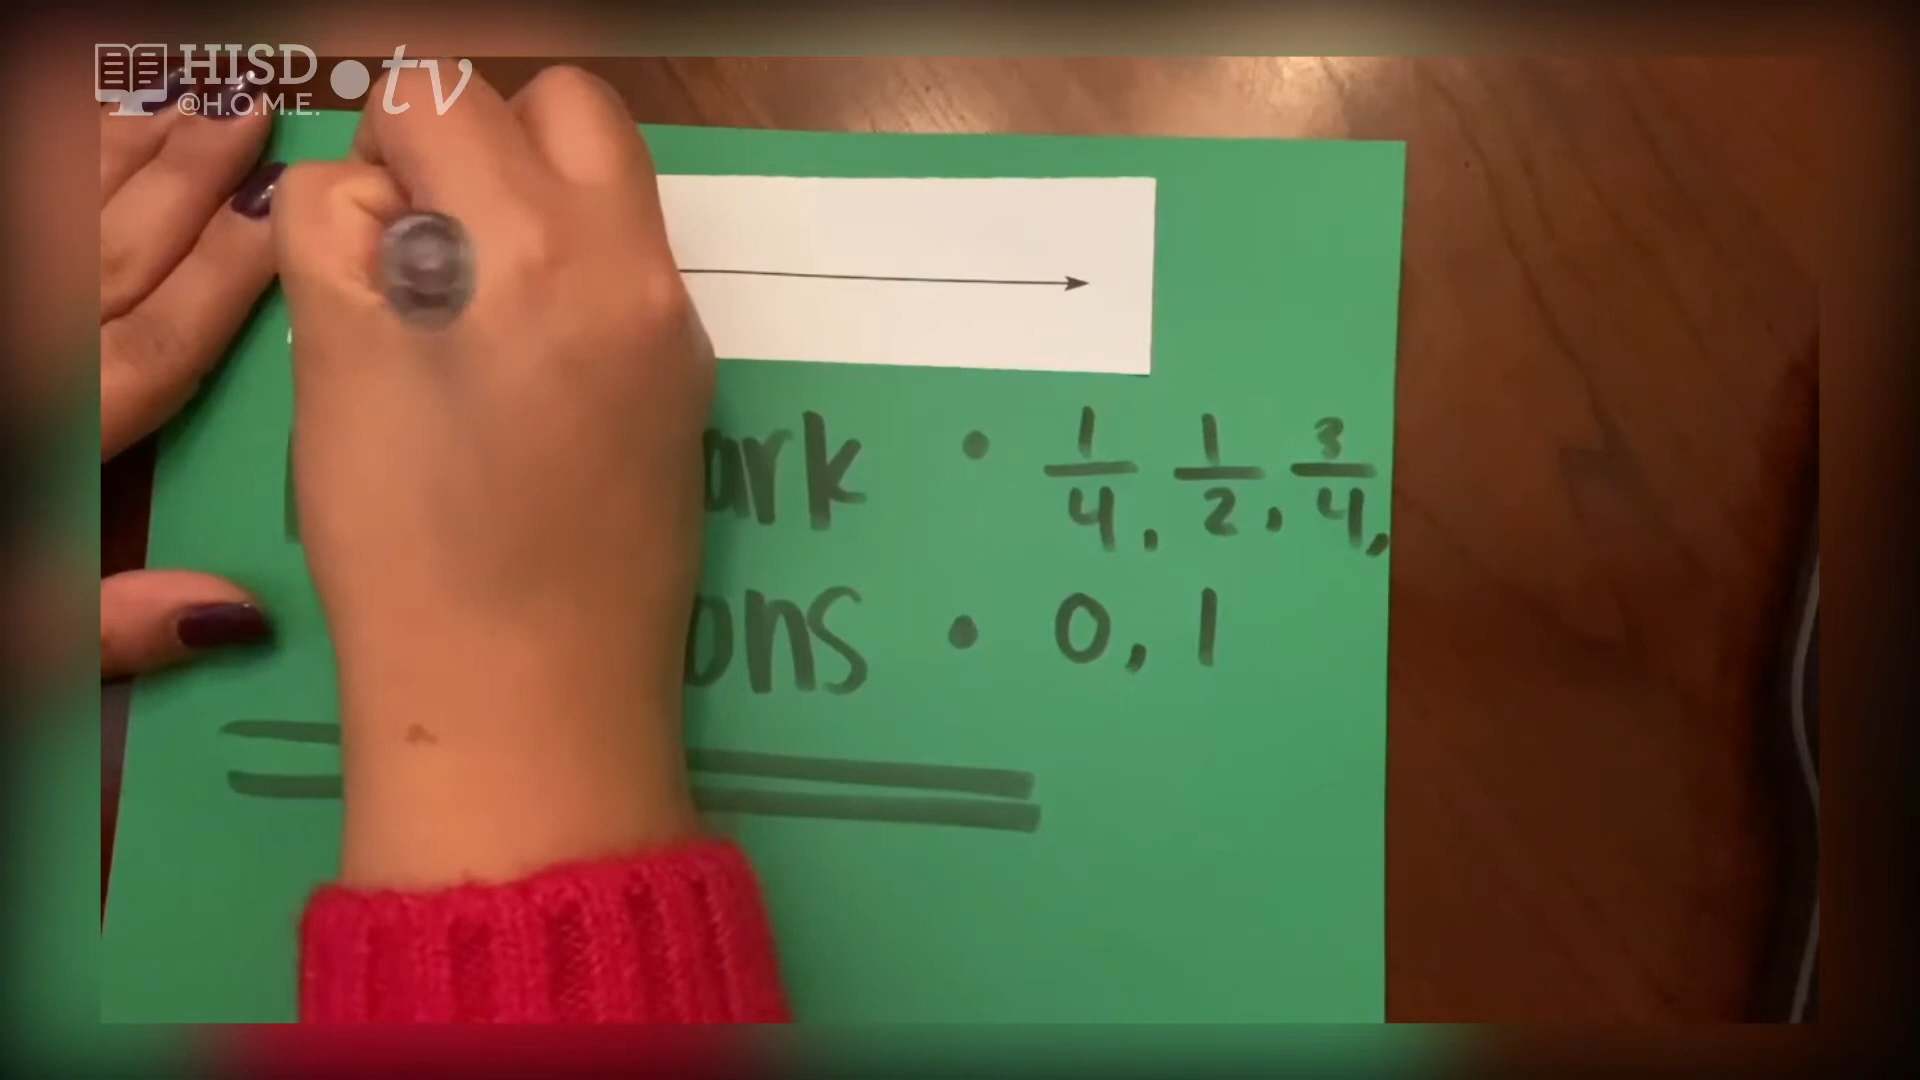 HISD
@H.O.M.E. •tv
ark • 1/4, 1/2, 3/4,
ons • 0, 1